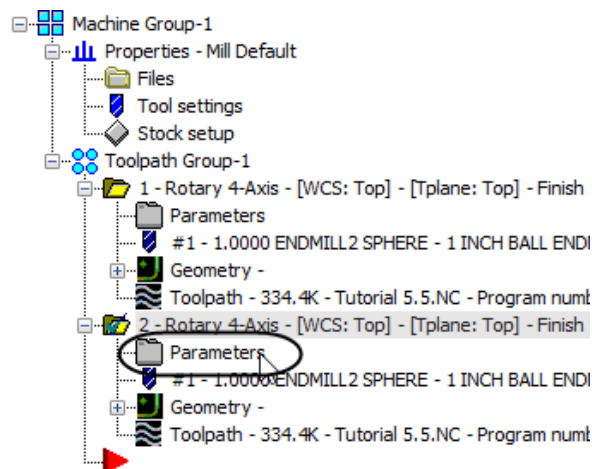 Machine Group-1
Properties - Mill Default
Files
Tool settings
Stock setup
Toolpath Group-1
1 - Rotary 4-Axis - [WCS: Top] - [Tplane: Top] - Finish
Parameters
#1 - 1.0000 ENDMILL2 SPHERE - 1 INCH BALL ENDM
Geometry -
Toolpath - 334.4K - Tutorial 5.5.NC - Program numb
2 - Rotary 4-Axis - [WCS: Top] - [Tplane: Top] - Finish
Parameters
#1 - 1.0000 ENDMILL2 SPHERE - 1 INCH BALL ENDM
Geometry -
Toolpath - 334.4K - Tutorial 5.5.NC - Program numb